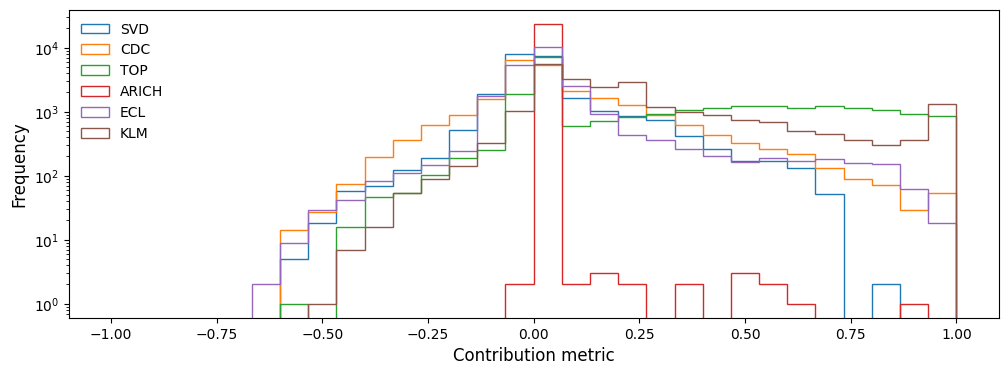 SVD
CDC
TOP
ARICH
ECL
KLM
Frequency
10⁴
10³
10²
10¹
10⁰
−1.00 −0.75 −0.50 −0.25 0.00 0.25 0.50 0.75 1.00
Contribution metric